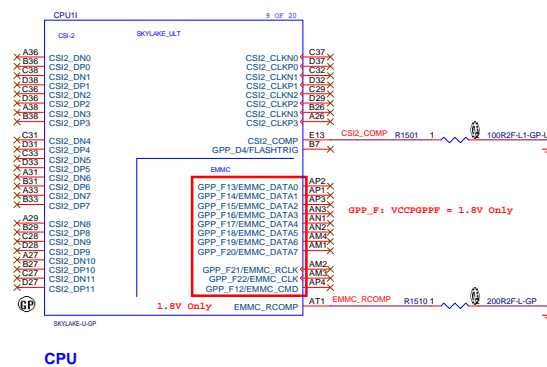 CPU1I
9 OF 20
CSI-2
SKYLAKE_ULT
A36 CSI2_DN0
B36 CSI2_DP0
C38 CSI2_DN1
D38 CSI2_DP1
C36 CSI2_DN2
D36 CSI2_DP2
A38 CSI2_DN3
B38 CSI2_DP3
C31 CSI2_DN4
D31 CSI2_DP4
C33 CSI2_DN5
D33 CSI2_DP5
A31 CSI2_DN6
B31 CSI2_DP6
A33 CSI2_DN7
B33 CSI2_DP7
A29 CSI2_DN8
B29 CSI2_DP8
C28 CSI2_DN9
D28 CSI2_DP9
A27 CSI2_DN10
B27 CSI2_DP10
C27 CSI2_DN11
D27 CSI2_DP11
CSI2_CLKN0 C37
CSI2_CLKP0 D37
CSI2_CLKN1 C32
CSI2_CLKP1 D32
CSI2_CLKN2 C29
CSI2_CLKP2 D29
CSI2_CLKN3 B26
CSI2_CLKP3 A26
CSI2_COMP E13 CSI2_COMP R1501 1 2 100R2F-L1-GP-U
GPP_D4/FLASHTRIG B7
EMMC
GPP_F13/EMMC_DATA0 AP2
GPP_F14/EMMC_DATA1 AP1
GPP_F15/EMMC_DATA2 AP3
GPP_F16/EMMC_DATA3 AN3
GPP_F17/EMMC_DATA4 AN1
GPP_F18/EMMC_DATA5 AN2
GPP_F19/EMMC_DATA6 AM4
GPP_F20/EMMC_DATA7 AM1
GPP_F: VCCPGPPF = 1.8V Only
GPP_F21/EMMC_RCLK AM2
GPP_F22/EMMC_CLK AM3
GPP_F12/EMMC_CMD AP4
1.8V Only
EMMC_RCOMP AT1 EMMC_RCOMP R1510 1 2 200R2F-L-GP
GP
SKYLAKE-U-GP
CPU